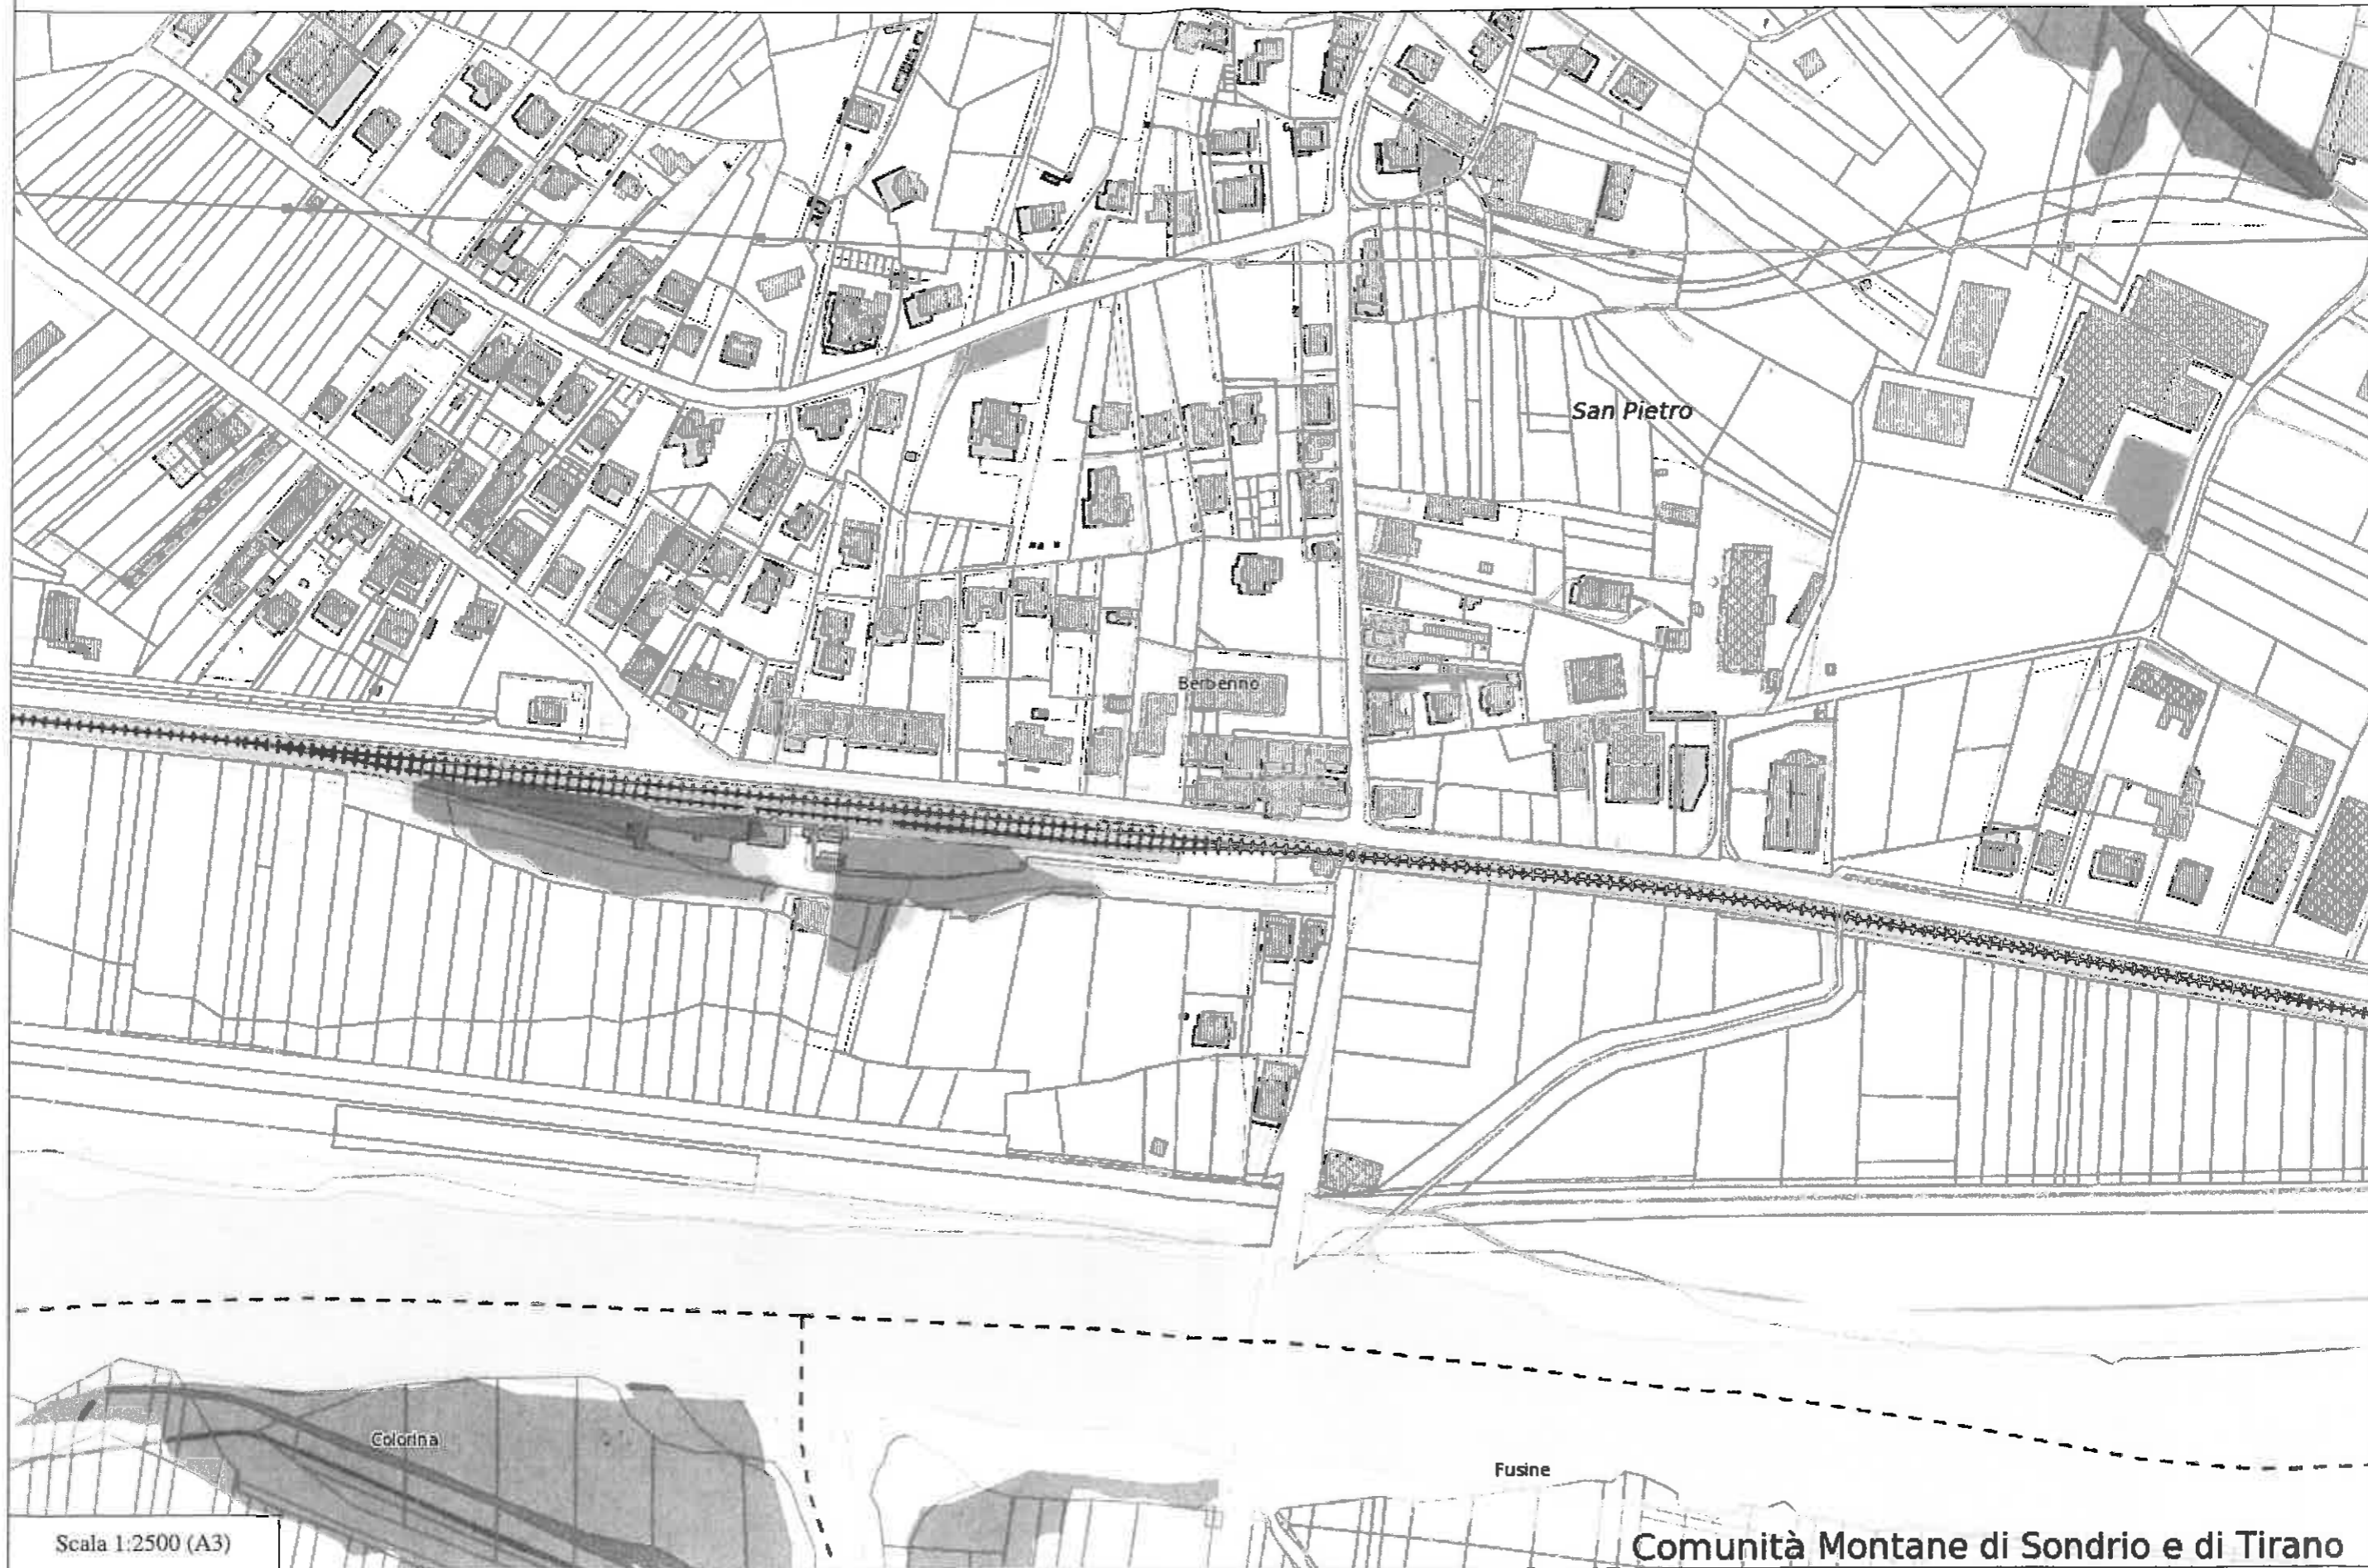 San Pietro
Berbenno
Colorina
Fusine
Scala 1:2500 (A3)
Comunità Montane di Sondrio e di Tirano